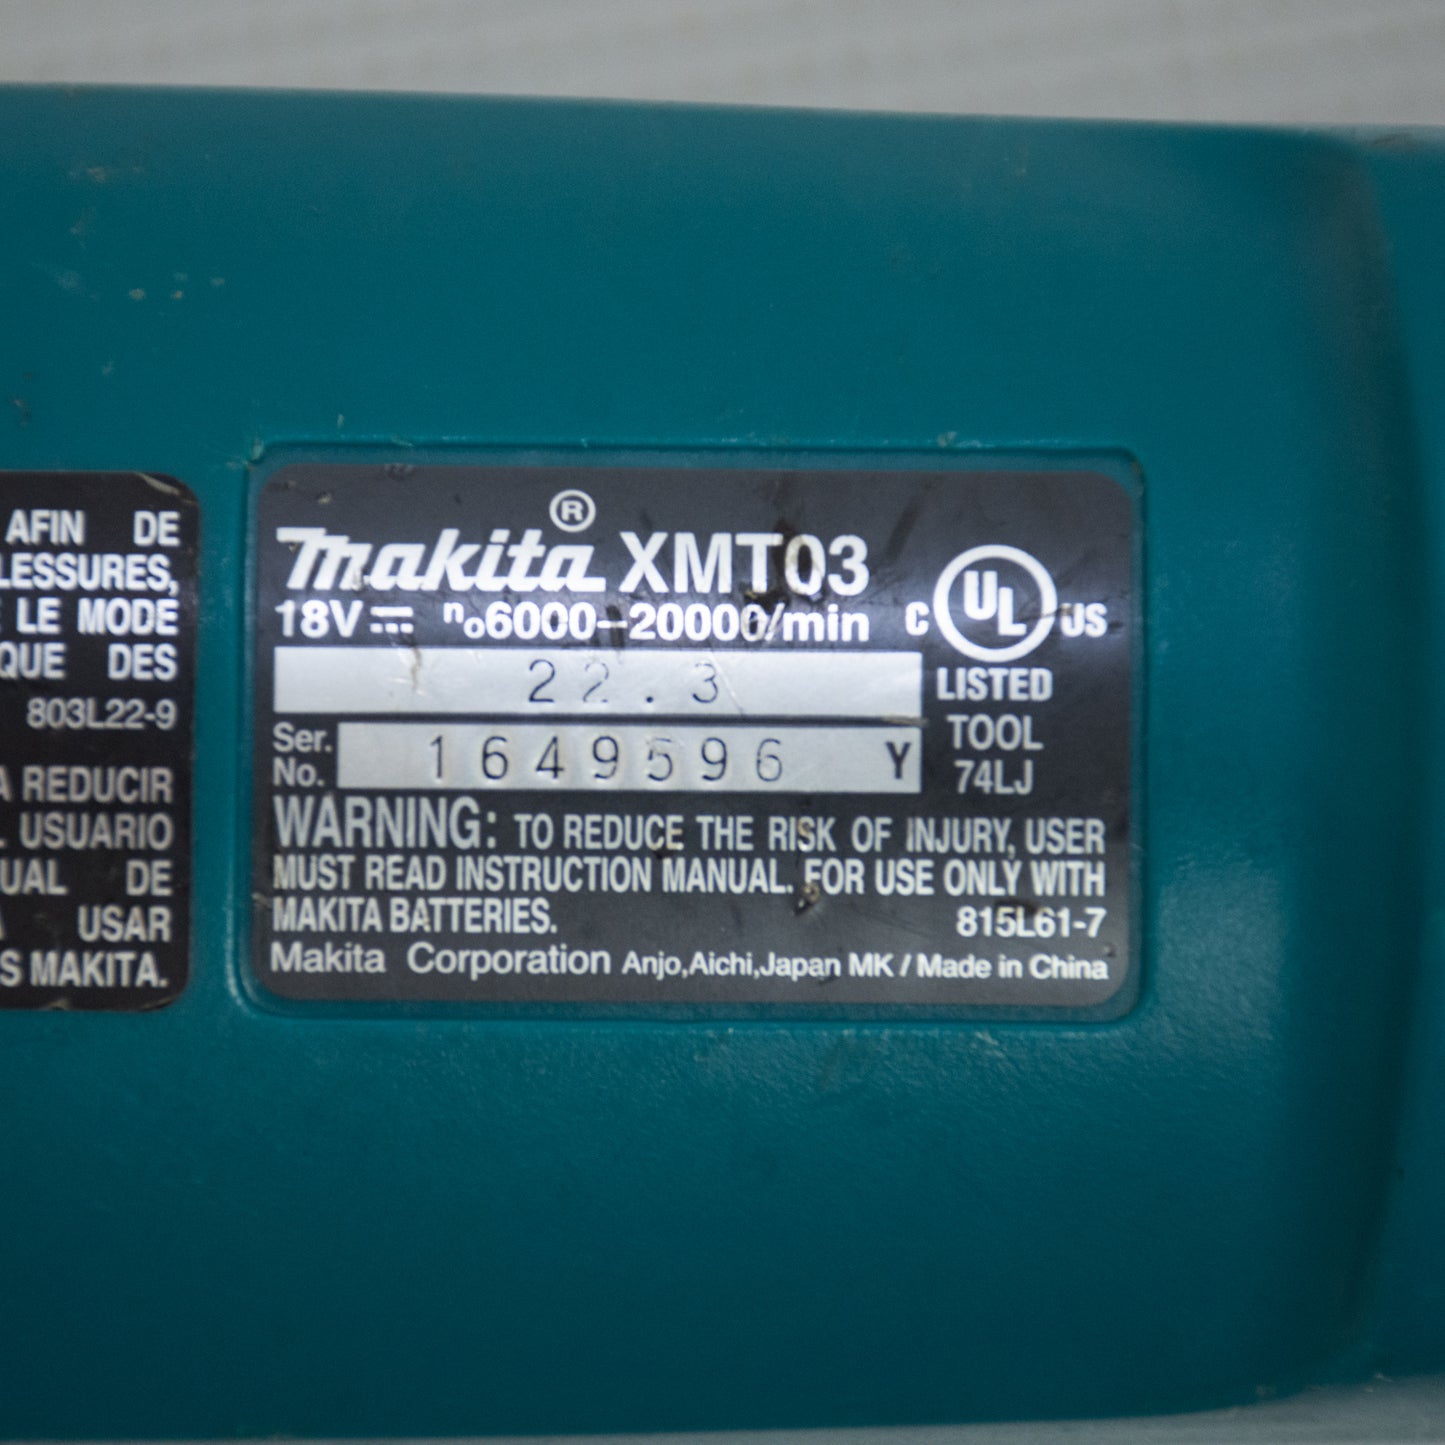 AFIN DE
LESSURES,
LE MODE
QUE DES
803L22-9
A REDUCIR
USUARIO
UAL DE
USAR
S MAKITA.
Makita ® XMT03
18V⎓ n₀6000–20000/min
22.3
Ser. No. 1649596 Y
C UL US
LISTED
TOOL
74LJ
WARNING: TO REDUCE THE RISK OF INJURY, USER
MUST READ INSTRUCTION MANUAL. FOR USE ONLY WITH
MAKITA BATTERIES.
815L61-7
Makita Corporation Anjo,Aichi,Japan MK / Made in China